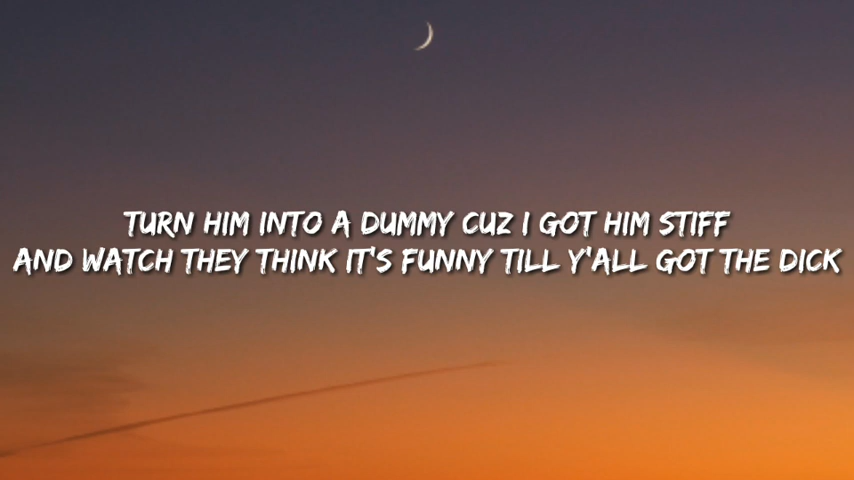 TURN HIM INTO A DUMMY CUZ I GOT HIM STIFF
AND WATCH THEY THINK IT'S FUNNY TILL Y'ALL GOT THE DICK